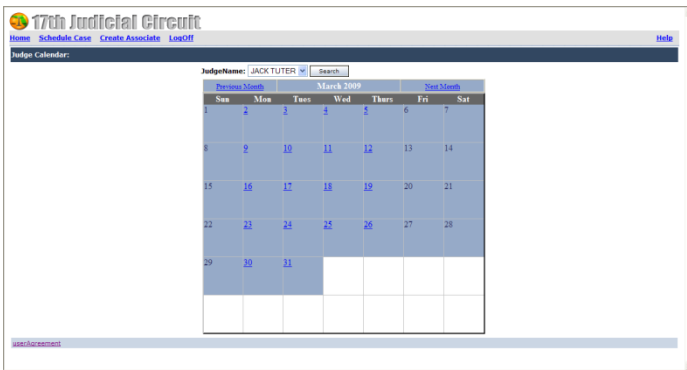 17th Judicial Circuit
Home Schedule Case Create Associate LogOff Help
Judge Calendar:
JudgeName: JACK TUTER Search
Previous Month March 2009 Next Month
Sun Mon Tues Wed Thurs Fri Sat
1 2 3 4 5 6 7
8 9 10 11 12 13 14
15 16 17 18 19 20 21
22 23 24 25 26 27 28
29 30 31
userAgreement